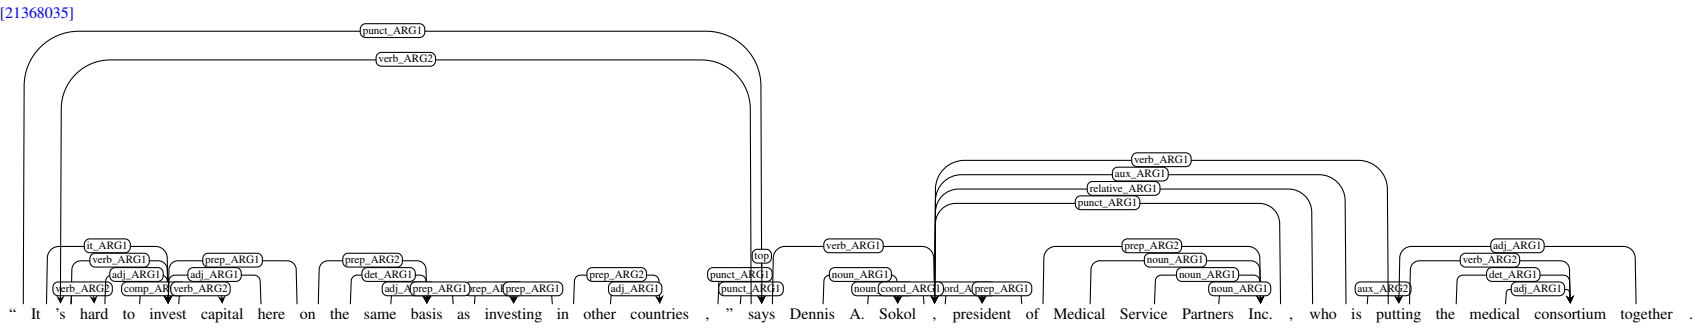 [21368035]
punct_ARG1
verb_ARG2
verb_ARG1
aux_ARG1
relative_ARG1
punct_ARG1
it_ARG1 top verb_ARG1 prep_ARG2 adj_ARG1
verb_ARG1 prep_ARG1 prep_ARG2 noun_ARG1 verb_ARG2
adj_ARG1 adj_ARG1 det_ARG1 prep_ARG2 punct_ARG1 noun_ARG1 noun_ARG1 det_ARG1
verb_ARG2 verb_ARG2 prep_ARG1 prep_ARG1 adj_ARG1 punct_ARG1 coord_ARG1 prep_ARG1 noun_ARG1 aux_ARG2 adj_ARG1
“ It ’s hard to invest capital here on the same basis as investing in other countries , ” says Dennis A. Sokol , president of Medical Service Partners Inc. , who is putting the medical consortium together .